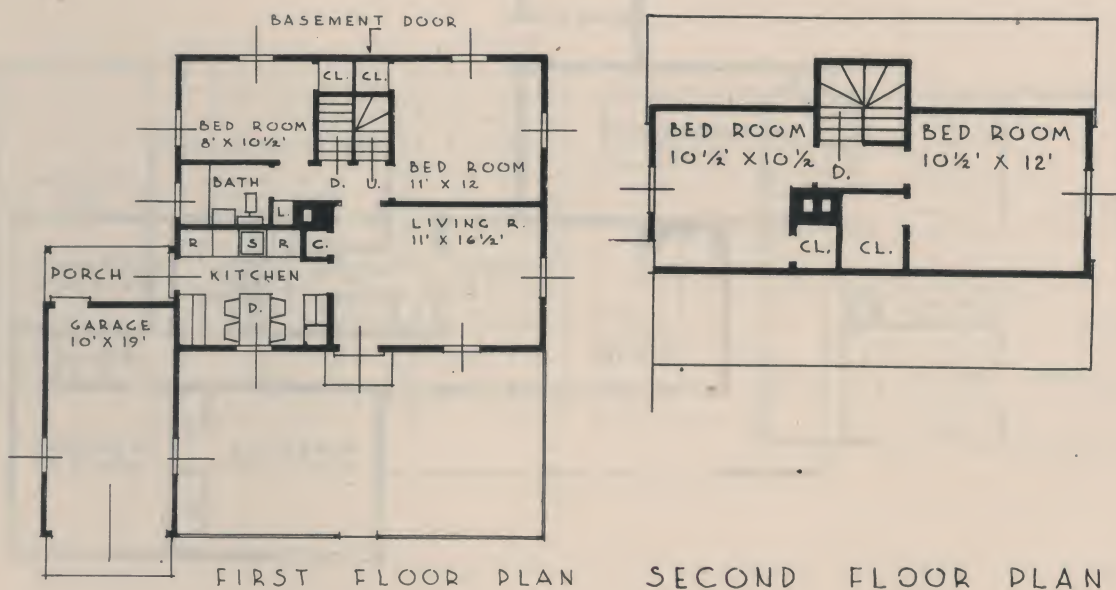 BASEMENT DOOR
CL. CL.
BED ROOM
8' X 10½'
BED ROOM
11' X 12
BATH
D. U.
L.
LIVING R.
11' X 16½'
R S R C.
PORCH
KITCHEN
D.
GARAGE
10' X 19'
FIRST FLOOR PLAN
BED ROOM
10½' X 10½
BED ROOM
10½' X 12'
D.
CL. CL.
SECOND FLOOR PLAN